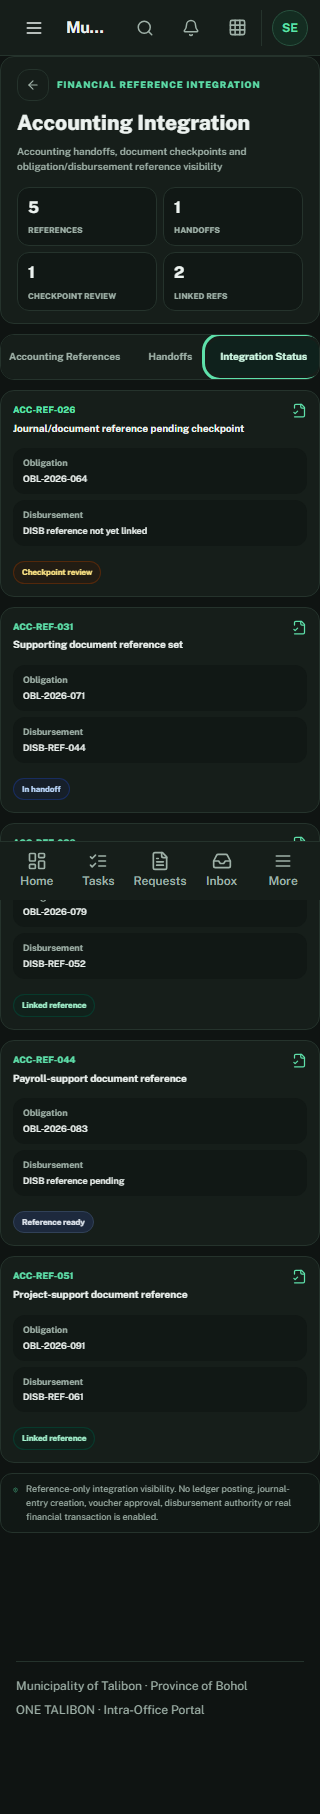 Mu...
SE
FINANCIAL REFERENCE INTEGRATION
Accounting Integration
Accounting handoffs, document checkpoints and
obligation/disbursement reference visibility
5
REFERENCES
1
HANDOFFS
1
CHECKPOINT REVIEW
2
LINKED REFS
Accounting References
Handoffs
Integration Status
ACC-REF-026
Journal/document reference pending checkpoint
Obligation
OBL-2026-064
Disbursement
DISB reference not yet linked
Checkpoint review
ACC-REF-031
Supporting document reference set
Obligation
OBL-2026-071
Disbursement
DISB-REF-044
In handoff
Home
Tasks
Requests
Inbox
More
OBL-2026-079
Disbursement
DISB-REF-052
Linked reference
ACC-REF-044
Payroll-support document reference
Obligation
OBL-2026-083
Disbursement
DISB reference pending
Reference ready
ACC-REF-051
Project-support document reference
Obligation
OBL-2026-091
Disbursement
DISB-REF-061
Linked reference
Reference-only integration visibility. No ledger posting, journal-
entry creation, voucher approval, disbursement authority or real
financial transaction is enabled.
Municipality of Talibon · Province of Bohol
ONE TALIBON · Intra-Office Portal